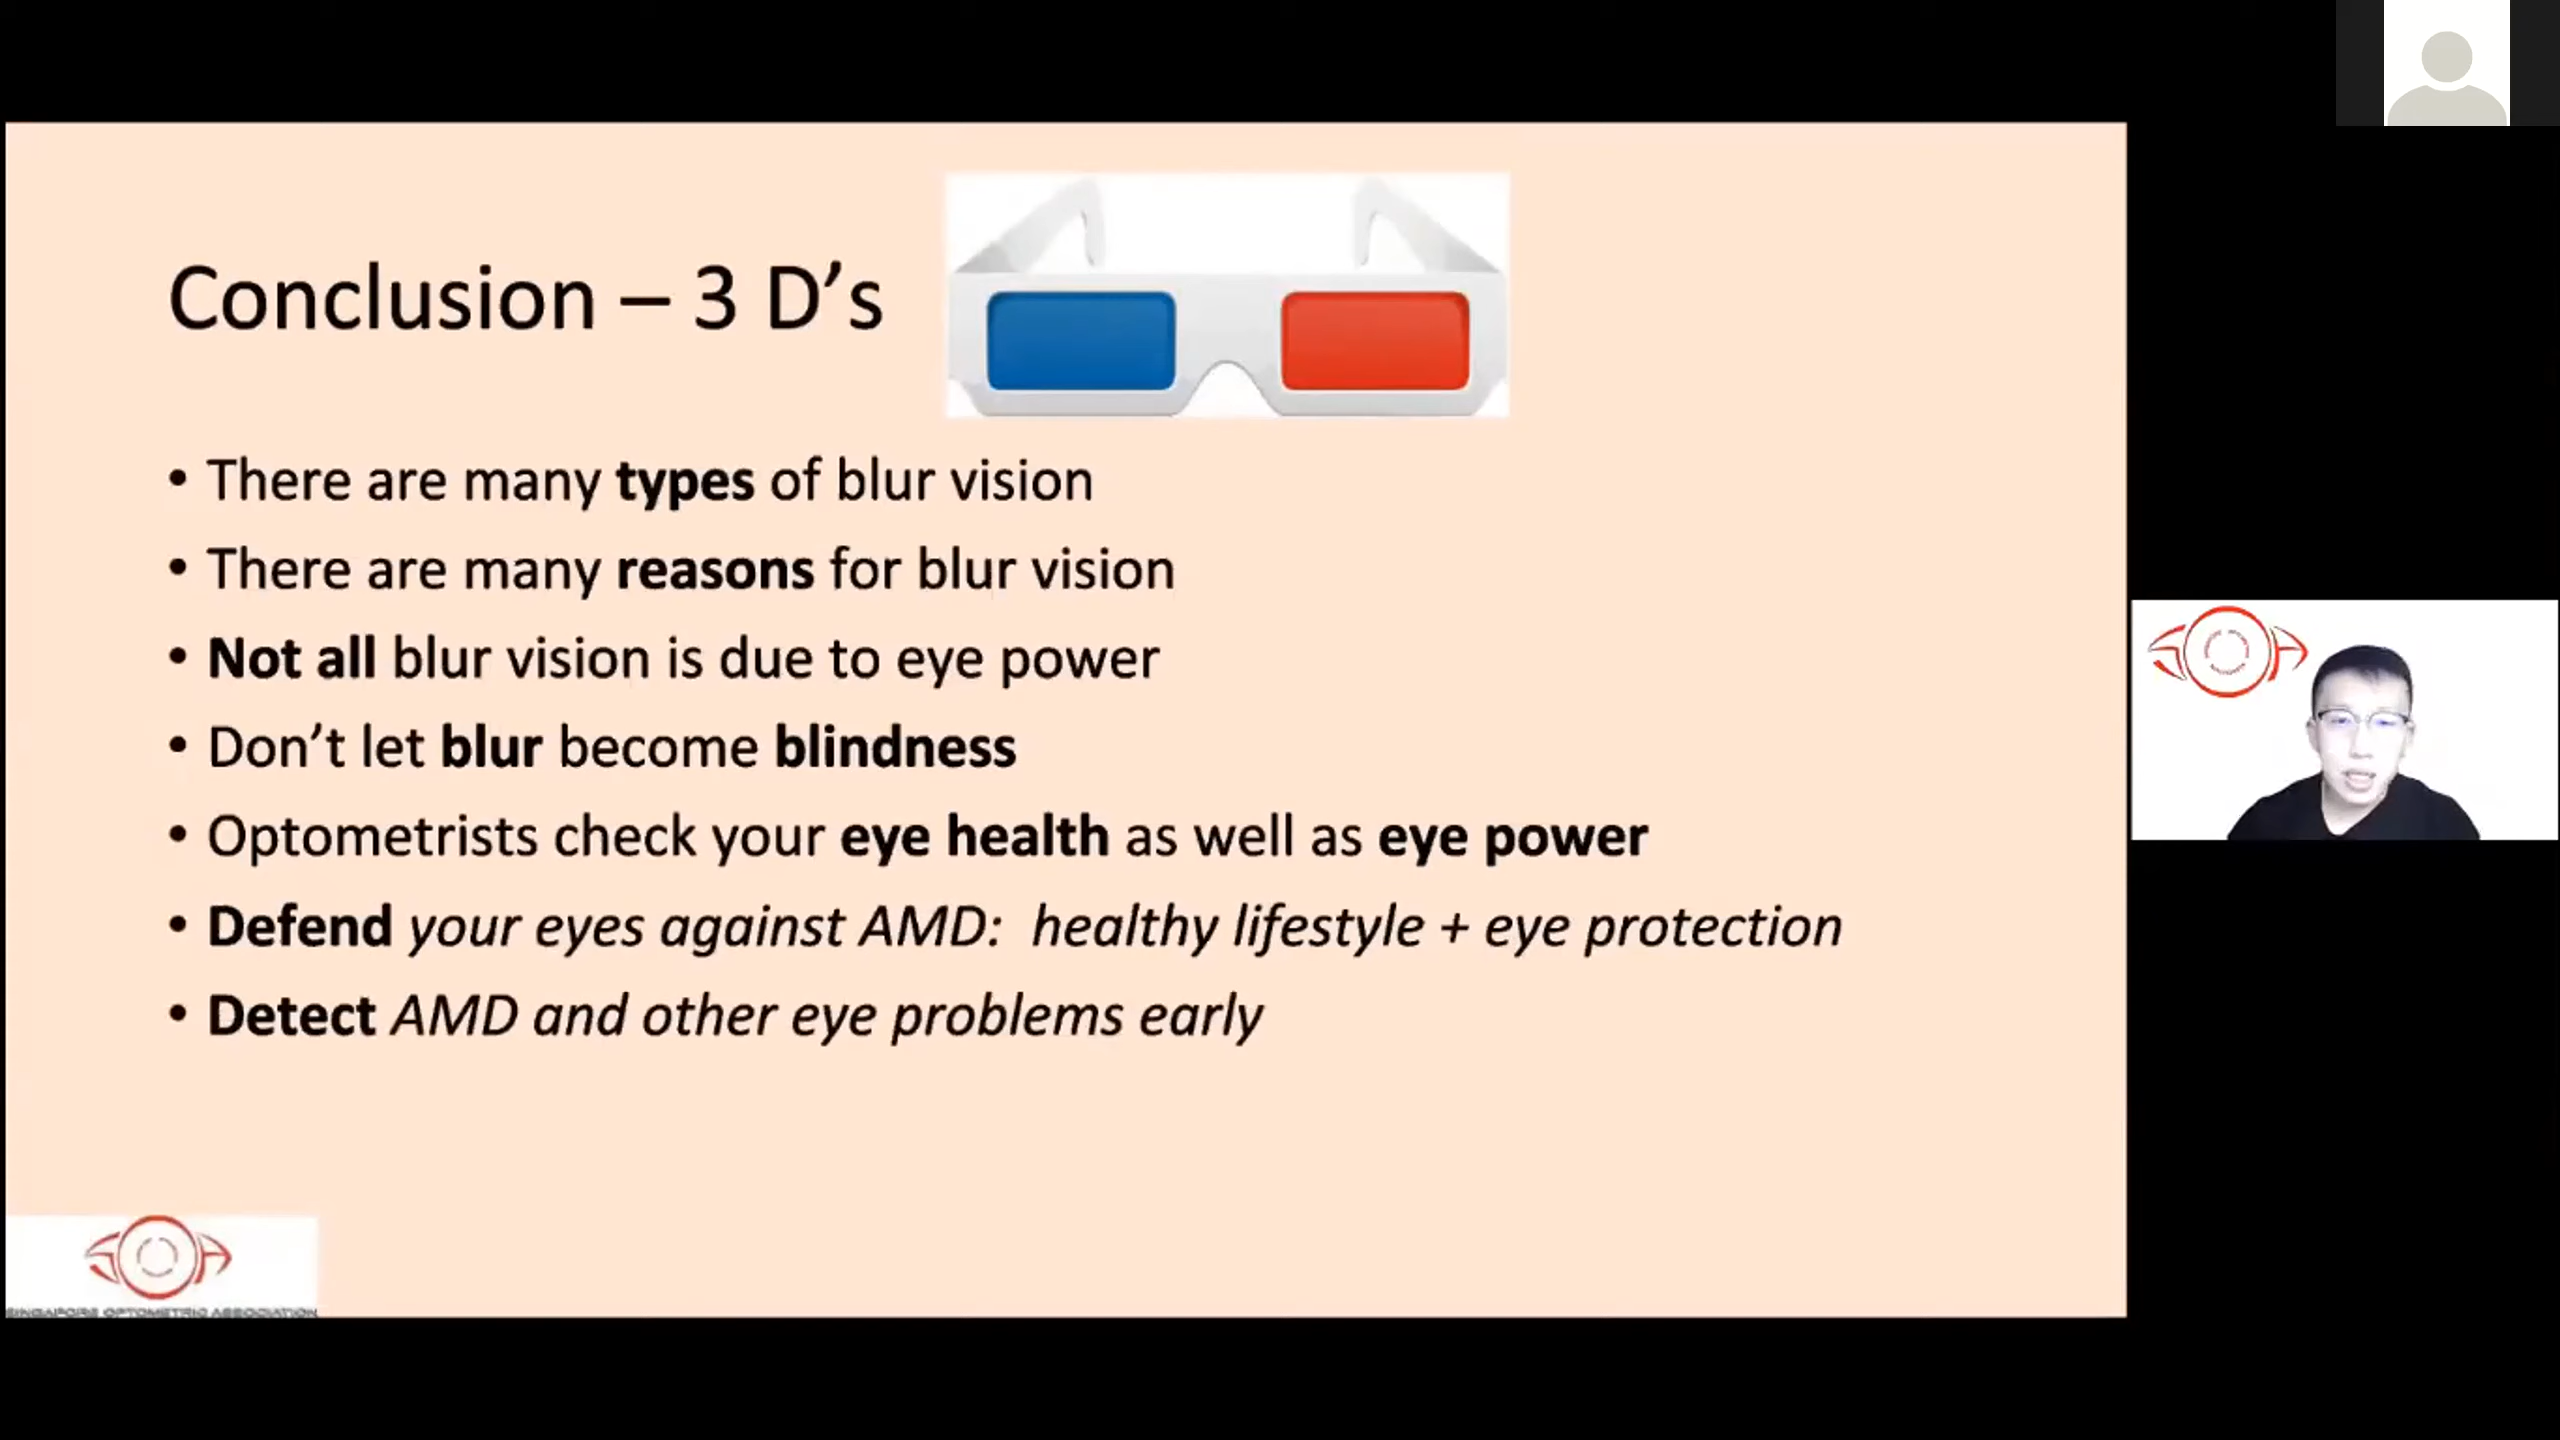 Conclusion – 3 D’s
• There are many types of blur vision
• There are many reasons for blur vision
• Not all blur vision is due to eye power
• Don’t let blur become blindness
• Optometrists check your eye health as well as eye power
• Defend your eyes against AMD: healthy lifestyle + eye protection
• Detect AMD and other eye problems early
SOA
SINGAPORE OPTOMETRIC ASSOCIATION
SOA